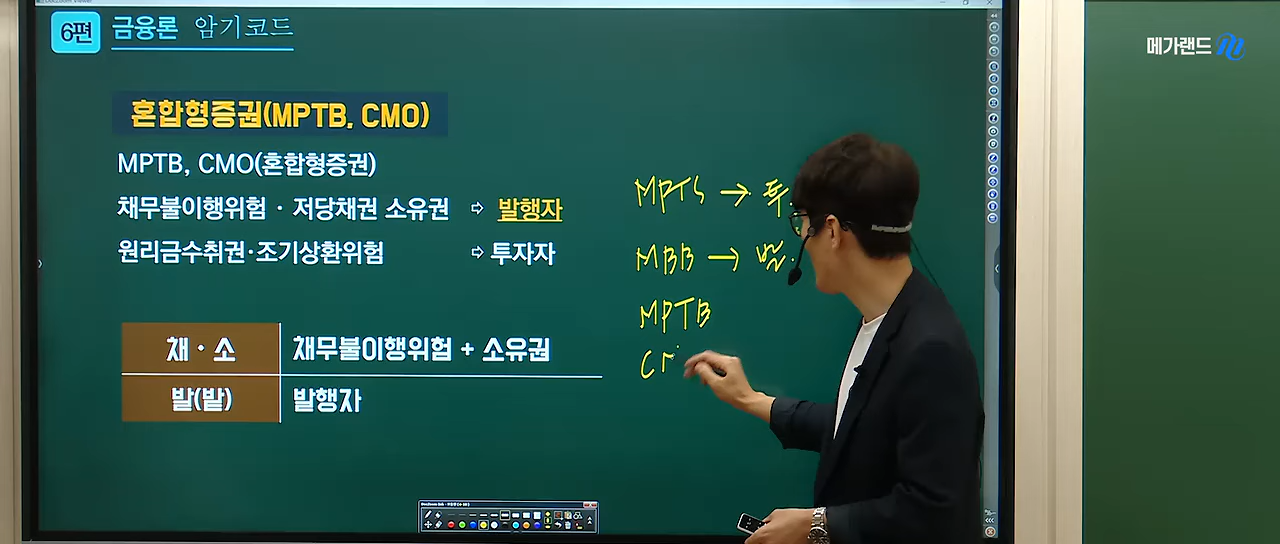 6편 금융론 암기코드
메가랜드
혼합형증권(MPTB, CMO)
MPTB, CMO(혼합형증권)
채무불이행위험 · 저당채권 소유권 ⇨ 발행자
원리금수취권·조기상환위험 ⇨ 투자자
채 · 소 채무불이행위험 + 소유권
발(발) 발행자
MPTS → 투
MBB → 발.
MPTB
CM